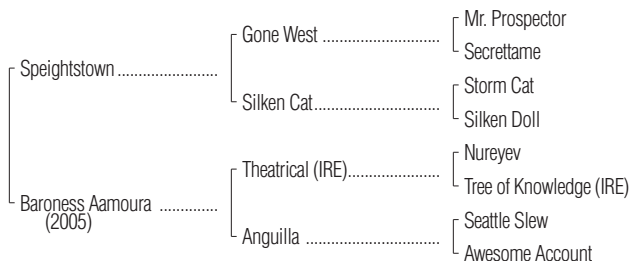 Mr. Prospector
Gone West
Secrettame
Speightstown
Storm Cat
Silken Cat
Silken Doll
Nureyev
Theatrical (IRE)
Tree of Knowledge (IRE)
Baroness Aamoura
(2005)
Seattle Slew
Anguilla
Awesome Account